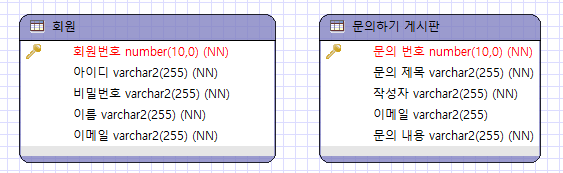 회원
회원번호 number(10,0) (NN)
아이디 varchar2(255) (NN)
비밀번호 varchar2(255) (NN)
이름 varchar2(255) (NN)
이메일 varchar2(255) (NN)
문의하기 게시판
문의 번호 number(10,0) (NN)
문의 제목 varchar2(255) (NN)
작성자 varchar2(255) (NN)
이메일 varchar2(255)
문의 내용 varchar2(255) (NN)